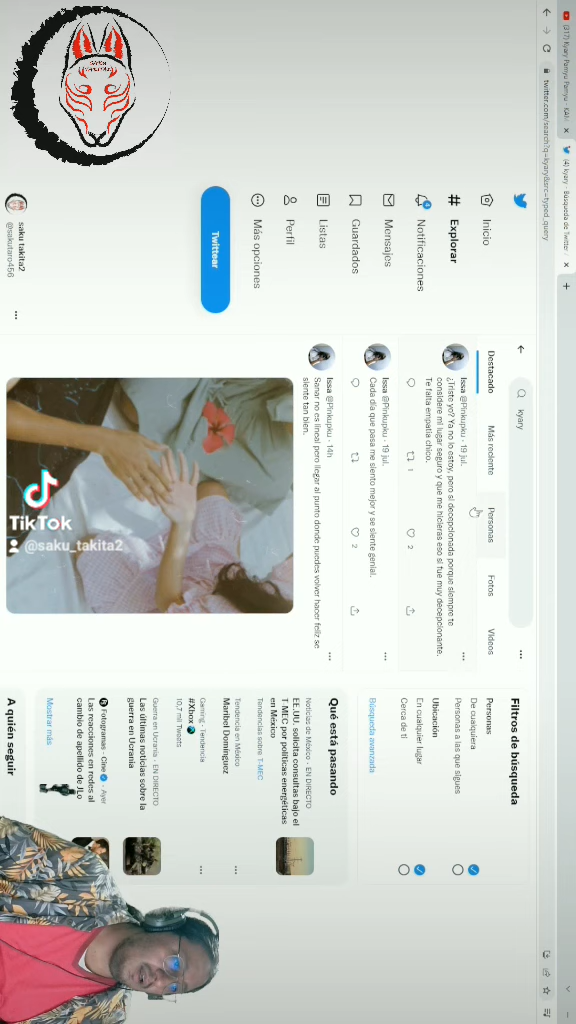 (317) Kyary Pamyu Pamyu - KAM
(4) kyary - Búsqueda de Twitter
twitter.com/search?q=kyary&src=typed_query
SAKU
Inicio
Explorar
4
Notificaciones
Mensajes
Guardados
Listas
Perfil
Más opciones
Twittear
saku takita2
@sakutaro456
kyary
Destacado
Más reciente
Personas
Fotos
Videos
Issa @Pinkupku · 19 jul.
¿Triste yo? Ya no lo estoy, pero si decepcionada porque siempre te
considere mi lugar seguro y que me hicieras eso si fue muy decepcionante.
Te falta empatía chico.
1
2
Issa @Pinkupku · 19 jul.
Cada día que pasa me siento mejor y se siente genial.
2
Issa @Pinkupku · 14h
Sanar no es lineal pero llegar al punto donde puedes volver hacer feliz se
siente tan bien.
TikTok
@saku_takita2
Filtros de búsqueda
Personas
De cualquiera
Personas a las que sigues
Ubicación
En cualquier lugar
Cerca de ti
Búsqueda avanzada
Qué está pasando
Noticias de México · EN DIRECTO
EE.UU. solicita consultas bajo el
T-MEC por políticas energéticas
en México
Tendencias sobre T-MEC
Tendencia en México
Maribel Domínguez
Gaming · Tendencia
#Xbox
10,7 mil Tweets
Guerra en Ucrania · EN DIRECTO
Las últimas noticias sobre la
guerra en Ucrania
Fotogramas - Cine · Ayer
Las reacciones en redes al
cambio de apellido de JLo
Mostrar más
A quién seguir